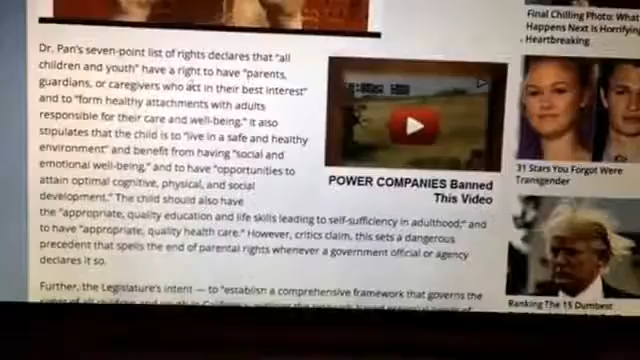 Dr. Pan's seven-point list of rights declares that "all
children and youth" have a right to have "parents,
guardians, or caregivers who act in their best interest"
and to "form healthy attachments with adults
responsible for their care and well-being." It also
stipulates that the child is to "live in a safe and healthy
environment" and benefit from having "social and
emotional well-being," and to have "opportunities to
attain optimal cognitive, physical, and social
development." The child should also have
the "appropriate, quality education and life skills leading to self-sufficiency in adulthood;" and
to have "appropriate, quality health care." However, critics claim, this sets a dangerous
precedent that spells the end of parental rights whenever a government official or agency
declares it so.
Further, the Legislature's intent — to "establish a comprehensive framework that governs the
POWER COMPANIES Banned
This Video
Final Chilling Photo: What
Happens Next is Horrifying,
Heartbreaking
31 Stars You Forgot Were
Transgender
Ranking The 15 Dumbest